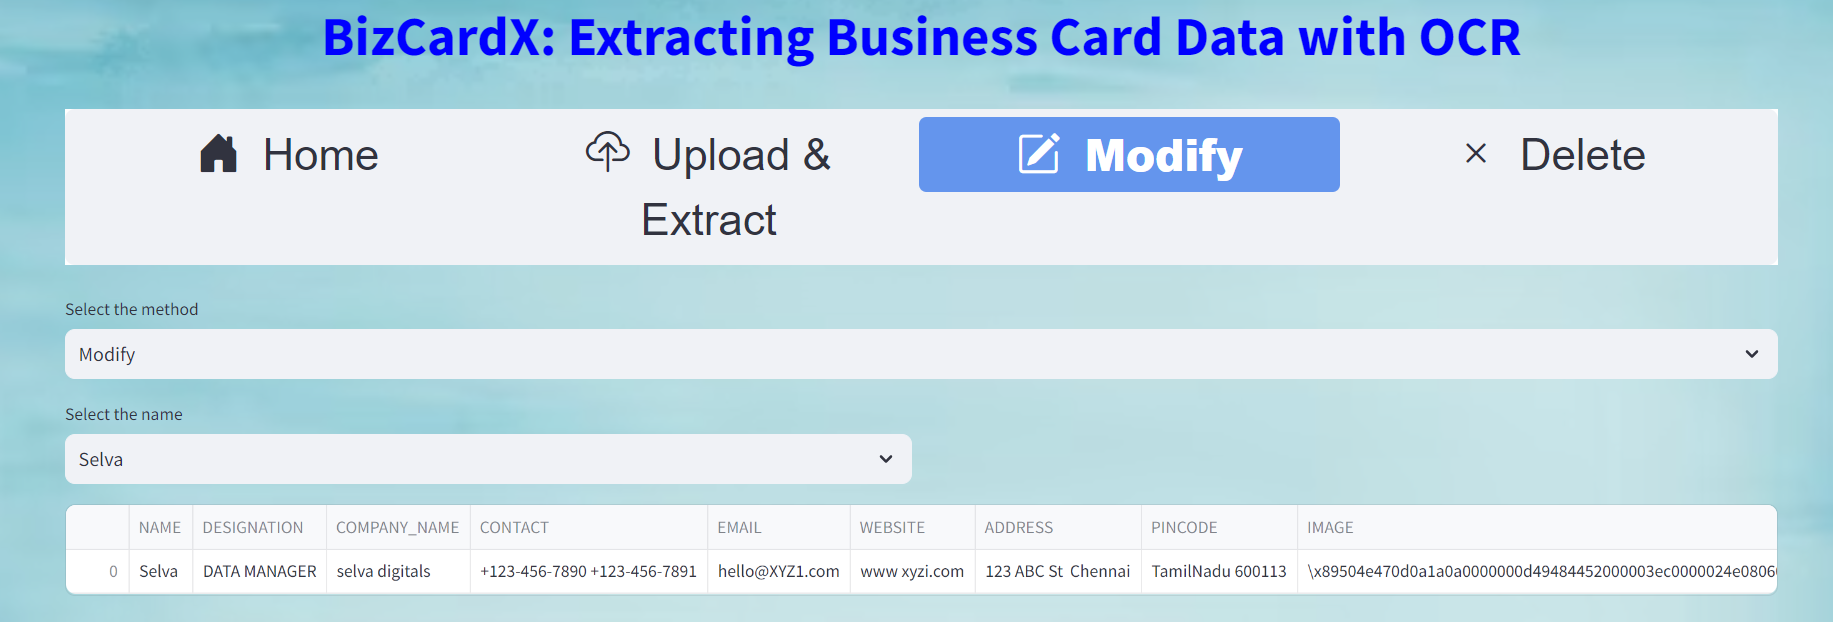 BizCardX: Extracting Business Card Data with OCR
Home Upload & Modify Delete
Extract
Select the method
Modify
Select the name
Selva
NAME DESIGNATION COMPANY_NAME CONTACT EMAIL WEBSITE ADDRESS PINCODE IMAGE
0 Selva DATA MANAGER selva digitals +123-456-7890 +123-456-7891 hello@XYZ1.com www xyzi.com 123 ABC St Chennai TamilNadu 600113 \x89504e470d0a1a0a0000000d49484452000003ec0000024e0806